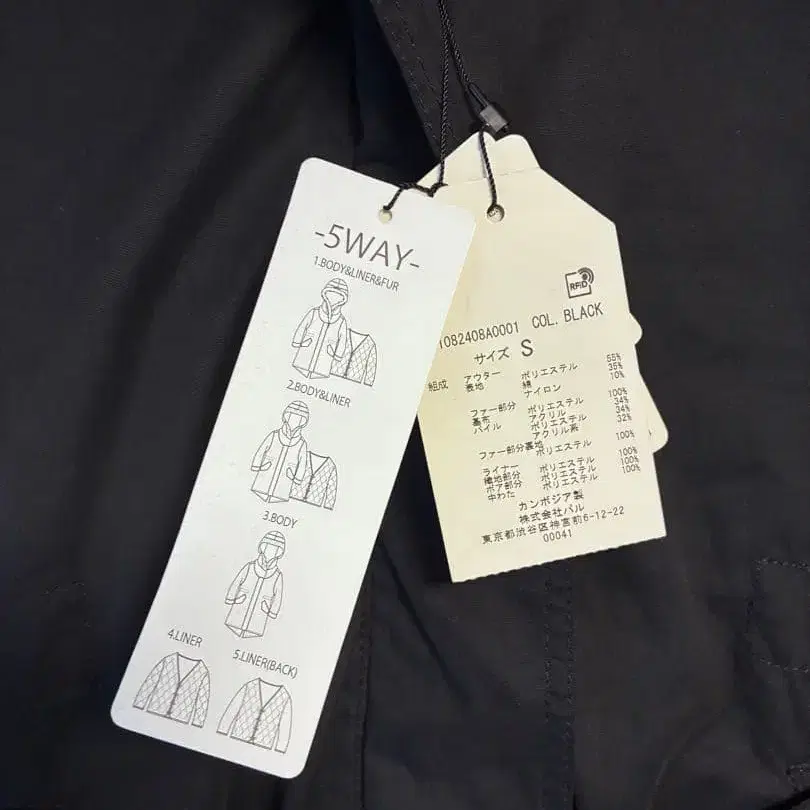 -5WAY-
1.BODY&LINER&FUR
2.BODY&LINER
3.BODY
4.LINER
5.LINER(BACK)
RFID
1082408A0001 COL. BLACK
サイズ S
組成 アウター ポリエステル 55%
表地 綿 35%
ナイロン 10%
ファー部分
基布 ポリエステル 100%
パイル アクリル 34%
ポリエステル 34%
アクリル系 32%
ファー部分裏地
ポリエステル 100%
ライナー
ポリエステル 100%
ボア部分 ポリエステル 100%
中わた ポリエステル 100%
カンボジア製
株式会社パル
東京都渋谷区神宮前6-12-22
00041